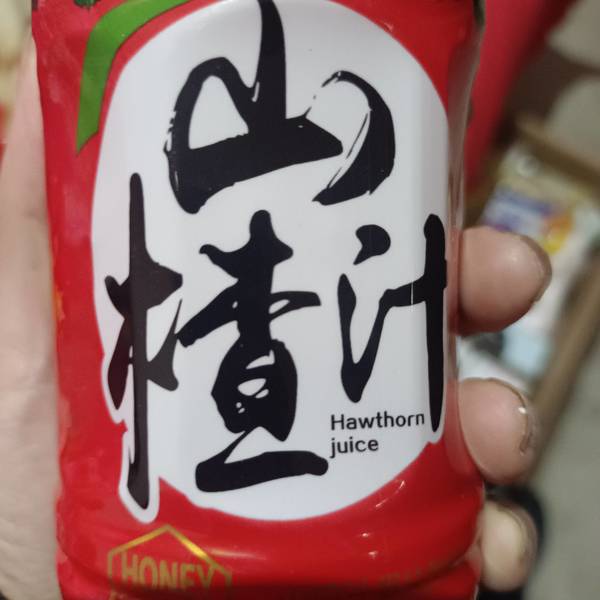 山
楂汁
Hawthorn
juice
HONEY